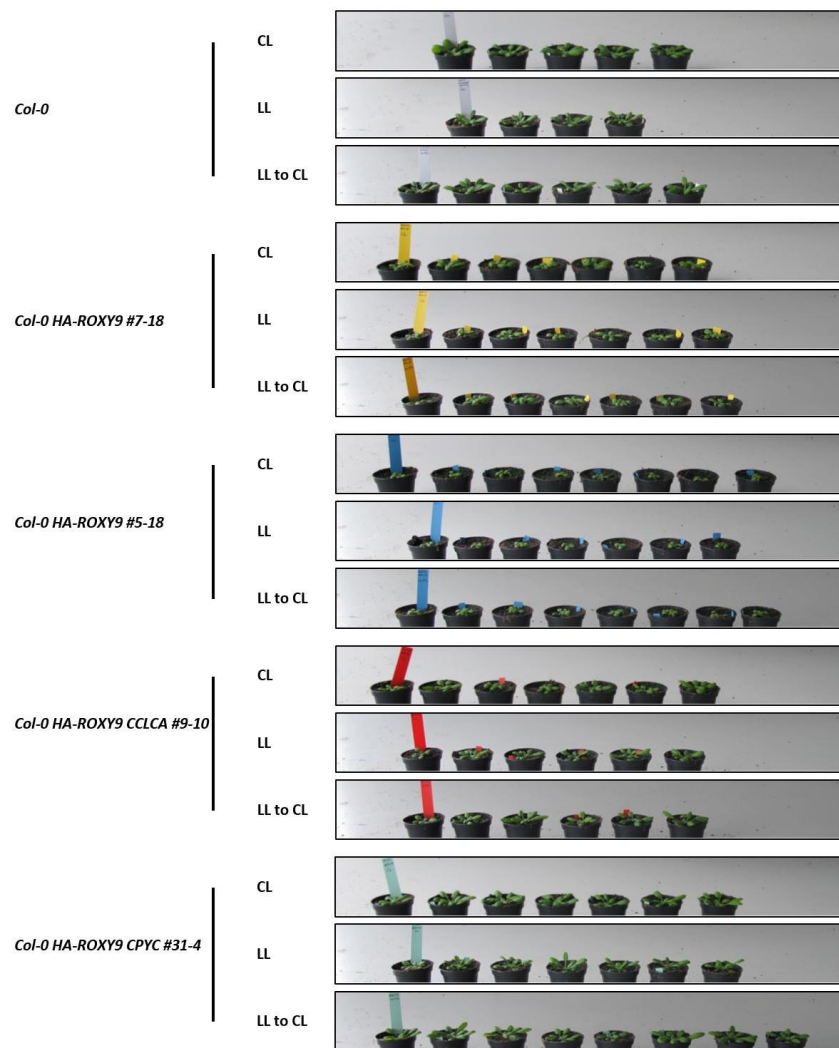 CL
Col-0
LL
LL to CL
CL
Col-0 HA-ROXY9 #7-18
LL
LL to CL
CL
Col-0 HA-ROXY9 #5-18
LL
LL to CL
CL
Col-0 HA-ROXY9 CCLCA #9-10
LL
LL to CL
CL
Col-0 HA-ROXY9 CPYC #31-4
LL
LL to CL